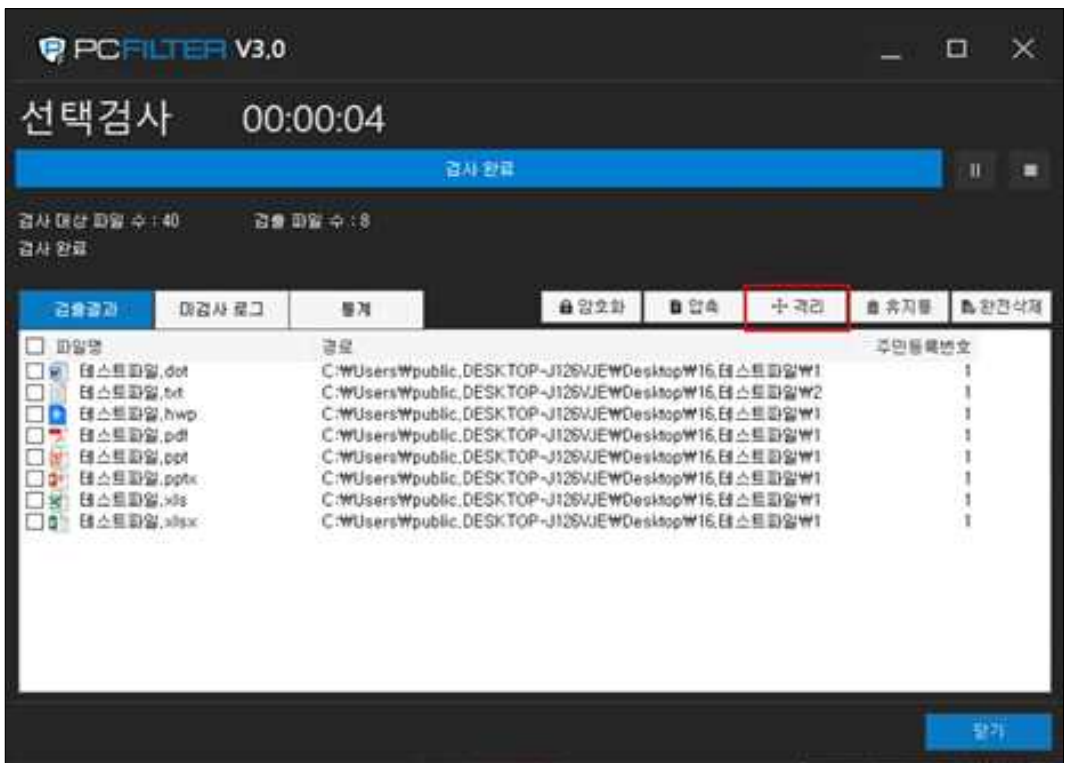 PCFILTER V3.0
선택검사 00:00:04
검사 완료
검사 대상 파일 수 : 40 검출 파일 수 : 8
검사 완료
검출결과 미검사 로그 통계 암호화 압축 격리 휴지통 완전삭제
파일명 경로 주민등록번호
테스트파일.dot C:₩Users₩public.DESKTOP-J126VJE₩Desktop₩16.테스트파일₩1 1
테스트파일.txt C:₩Users₩public.DESKTOP-J126VJE₩Desktop₩16.테스트파일₩2 1
테스트파일.hwp C:₩Users₩public.DESKTOP-J126VJE₩Desktop₩16.테스트파일₩1 1
테스트파일.pdf C:₩Users₩public.DESKTOP-J126VJE₩Desktop₩16.테스트파일₩1 1
테스트파일.ppt C:₩Users₩public.DESKTOP-J126VJE₩Desktop₩16.테스트파일₩1 1
테스트파일.pptx C:₩Users₩public.DESKTOP-J126VJE₩Desktop₩16.테스트파일₩1 1
테스트파일.xls C:₩Users₩public.DESKTOP-J126VJE₩Desktop₩16.테스트파일₩1 1
테스트파일.xlsx C:₩Users₩public.DESKTOP-J126VJE₩Desktop₩16.테스트파일₩1 1
닫기